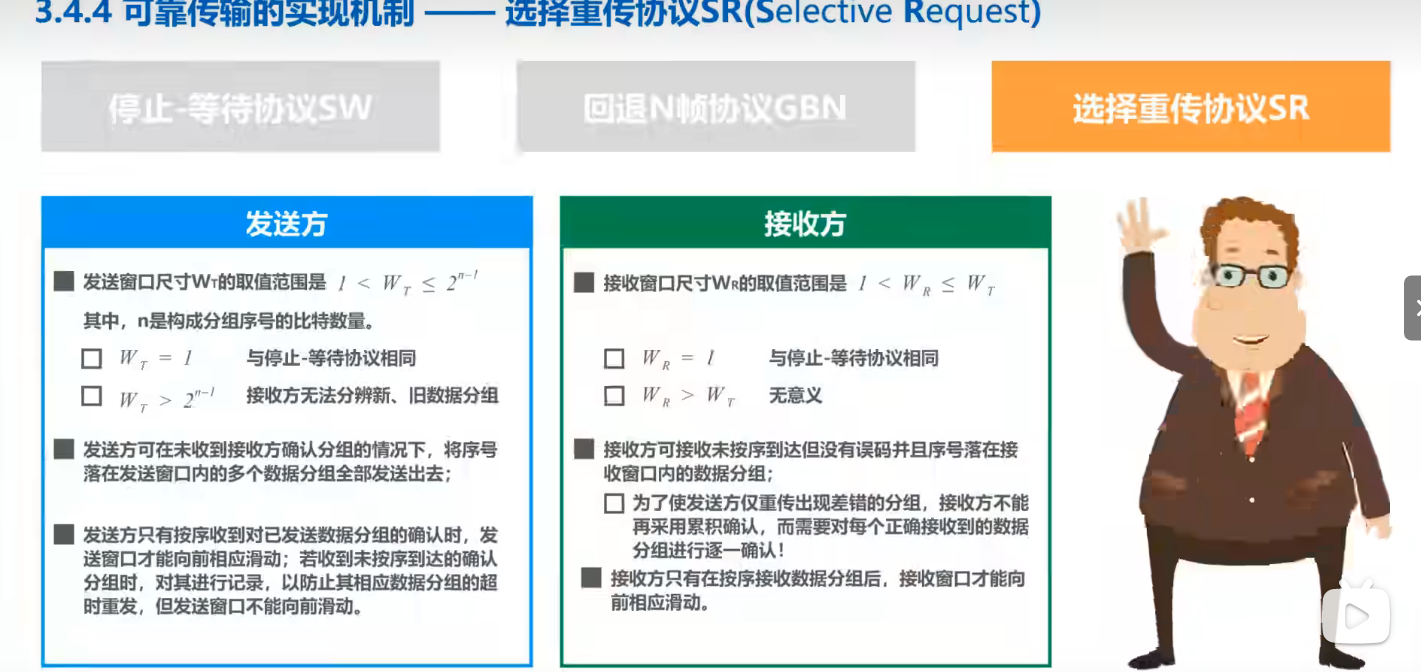 3.4.4 可靠传输的实现机制 —— 选择重传协议SR(Selective Request)
停止-等待协议SW
回退N帧协议GBN
选择重传协议SR
发送方
发送窗口尺寸WT的取值范围是 1 < W_T ≤ 2^{n-1}
其中，n是构成分组序号的比特数量。
W_T = 1 与停止-等待协议相同
W_T > 2^{n-1} 接收方无法分辨新、旧数据分组
发送方可在未收到接收方确认分组的情况下，将序号
落在发送窗口内的多个数据分组全部发送出去；
发送方只有按序收到对已发送数据分组的确认时，发
送窗口才能向前相应滑动；若收到未按序到达的确认
分组时，对其进行记录，以防止其相应数据分组的超
时重发，但发送窗口不能向前滑动。
接收方
接收窗口尺寸WR的取值范围是 1 < W_R ≤ W_T
W_R = 1 与停止-等待协议相同
W_R > W_T 无意义
接收方可接收未按序到达但没有误码并且序号落在接
收窗口内的数据分组；
为了使发送方仅重传出现差错的分组，接收方不能
再采用累积确认，而需要对每个正确接收到的数据
分组进行逐一确认！
接收方只有在按序接收数据分组后，接收窗口才能向
前相应滑动。